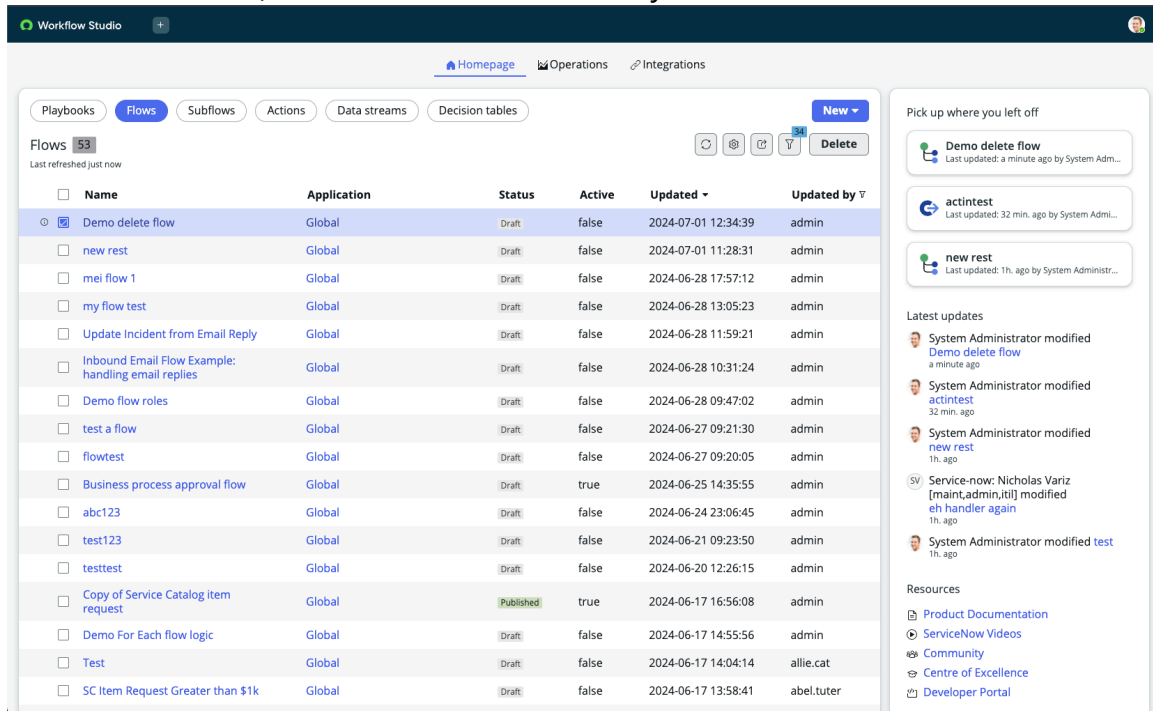 Workflow Studio
Homepage Operations Integrations
Playbooks Flows Subflows Actions Data streams Decision tables New
Flows 53
34
Delete
Last refreshed just now
Name Application Status Active Updated Updated by
Demo delete flow Global Draft false 2024-07-01 12:34:39 admin
new rest Global Draft false 2024-07-01 11:28:31 admin
mei flow 1 Global Draft false 2024-06-28 17:57:12 admin
my flow test Global Draft false 2024-06-28 13:05:23 admin
Update Incident from Email Reply Global Draft false 2024-06-28 11:59:21 admin
Inbound Email Flow Example:
handling email replies Global Draft false 2024-06-28 10:31:24 admin
Demo flow roles Global Draft false 2024-06-28 09:47:02 admin
test a flow Global Draft false 2024-06-27 09:21:30 admin
flowtest Global Draft false 2024-06-27 09:20:05 admin
Business process approval flow Global Draft true 2024-06-25 14:35:55 admin
abc123 Global Draft false 2024-06-24 23:06:45 admin
test123 Global Draft false 2024-06-21 09:23:50 admin
testtest Global Draft false 2024-06-20 12:26:15 admin
Copy of Service Catalog item
request Global Published true 2024-06-17 16:56:08 admin
Demo For Each flow logic Global Draft false 2024-06-17 14:55:56 admin
Test Global Draft false 2024-06-17 14:04:14 allie.cat
SC Item Request Greater than $1k Global Draft false 2024-06-17 13:58:41 abel.tuter
Pick up where you left off
Demo delete flow
Last updated: a minute ago by System Adm...
actintest
Last updated: 32 min. ago by System Admi...
new rest
Last updated: 1h. ago by System Administr...
Latest updates
System Administrator modified
Demo delete flow
a minute ago
System Administrator modified
actintest
32 min. ago
System Administrator modified
new rest
1h. ago
SV Service-now: Nicholas Variz
[maint,admin,itil] modified
eh handler again
1h. ago
System Administrator modified test
1h. ago
Resources
Product Documentation
ServiceNow Videos
Community
Centre of Excellence
Developer Portal